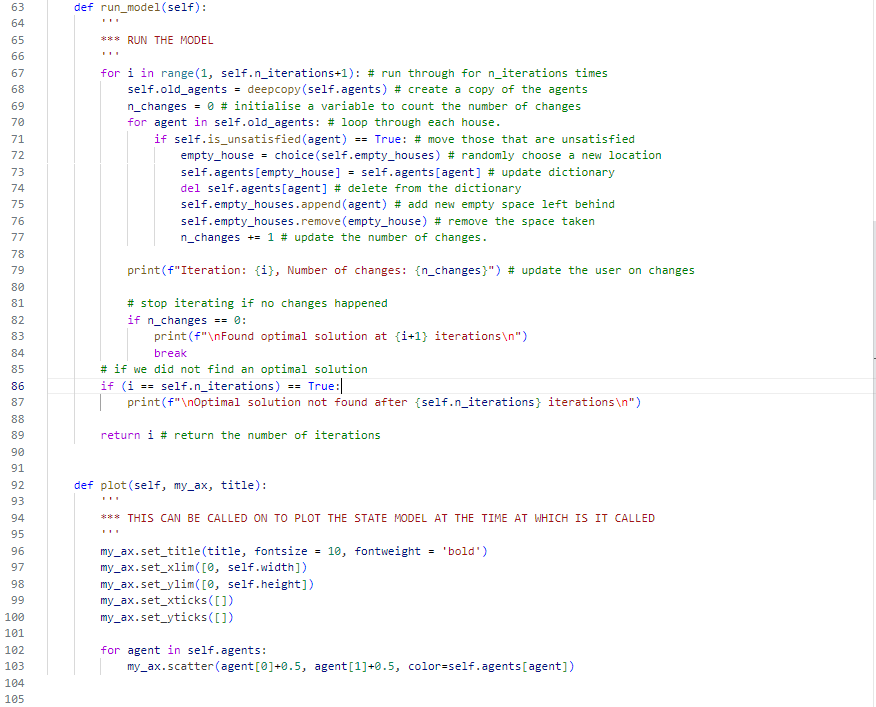 63 def run_model(self):
64 '''
65 *** RUN THE MODEL
66 '''
67 for i in range(1, self.n_iterations+1): # run through for n_iterations times
68 self.old_agents = deepcopy(self.agents) # create a copy of the agents
69 n_changes = 0 # initialise a variable to count the number of changes
70 for agent in self.old_agents: # loop through each house.
71 if self.is_unsatisfied(agent) == True: # move those that are unsatisfied
72 empty_house = choice(self.empty_houses) # randomly choose a new location
73 self.agents[empty_house] = self.agents[agent] # update dictionary
74 del self.agents[agent] # delete from the dictionary
75 self.empty_houses.append(agent) # add new empty space left behind
76 self.empty_houses.remove(empty_house) # remove the space taken
77 n_changes += 1 # update the number of changes.
78
79 print(f"Iteration: {i}, Number of changes: {n_changes}") # update the user on changes
80
81 # stop iterating if no changes happened
82 if n_changes == 0:
83 print(f"\nFound optimal solution at {i+1} iterations\n")
84 break
85 # if we did not find an optimal solution
86 if (i == self.n_iterations) == True:
87 print(f"\nOptimal solution not found after {self.n_iterations} iterations\n")
88
89 return i # return the number of iterations
90
91
92 def plot(self, my_ax, title):
93 '''
94 *** THIS CAN BE CALLED ON TO PLOT THE STATE MODEL AT THE TIME AT WHICH IS IT CALLED
95 '''
96 my_ax.set_title(title, fontsize = 10, fontweight = 'bold')
97 my_ax.set_xlim([0, self.width])
98 my_ax.set_ylim([0, self.height])
99 my_ax.set_xticks([])
100 my_ax.set_yticks([])
101
102 for agent in self.agents:
103 my_ax.scatter(agent[0]+0.5, agent[1]+0.5, color=self.agents[agent])
104
105